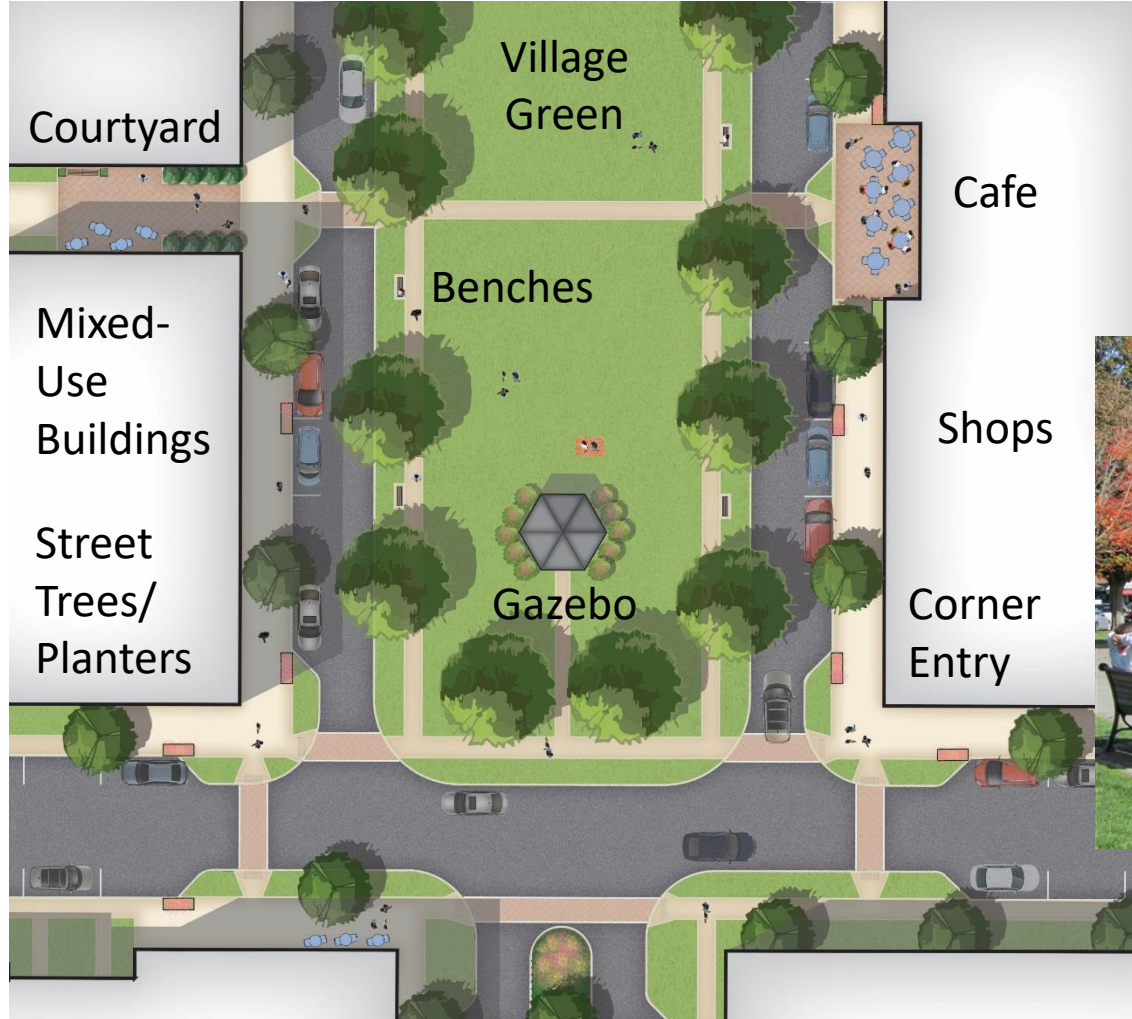 Village
Green
Courtyard
Cafe
Benches
Mixed-
Use
Buildings
Shops
Street
Trees/
Planters
Gazebo
Corner
Entry